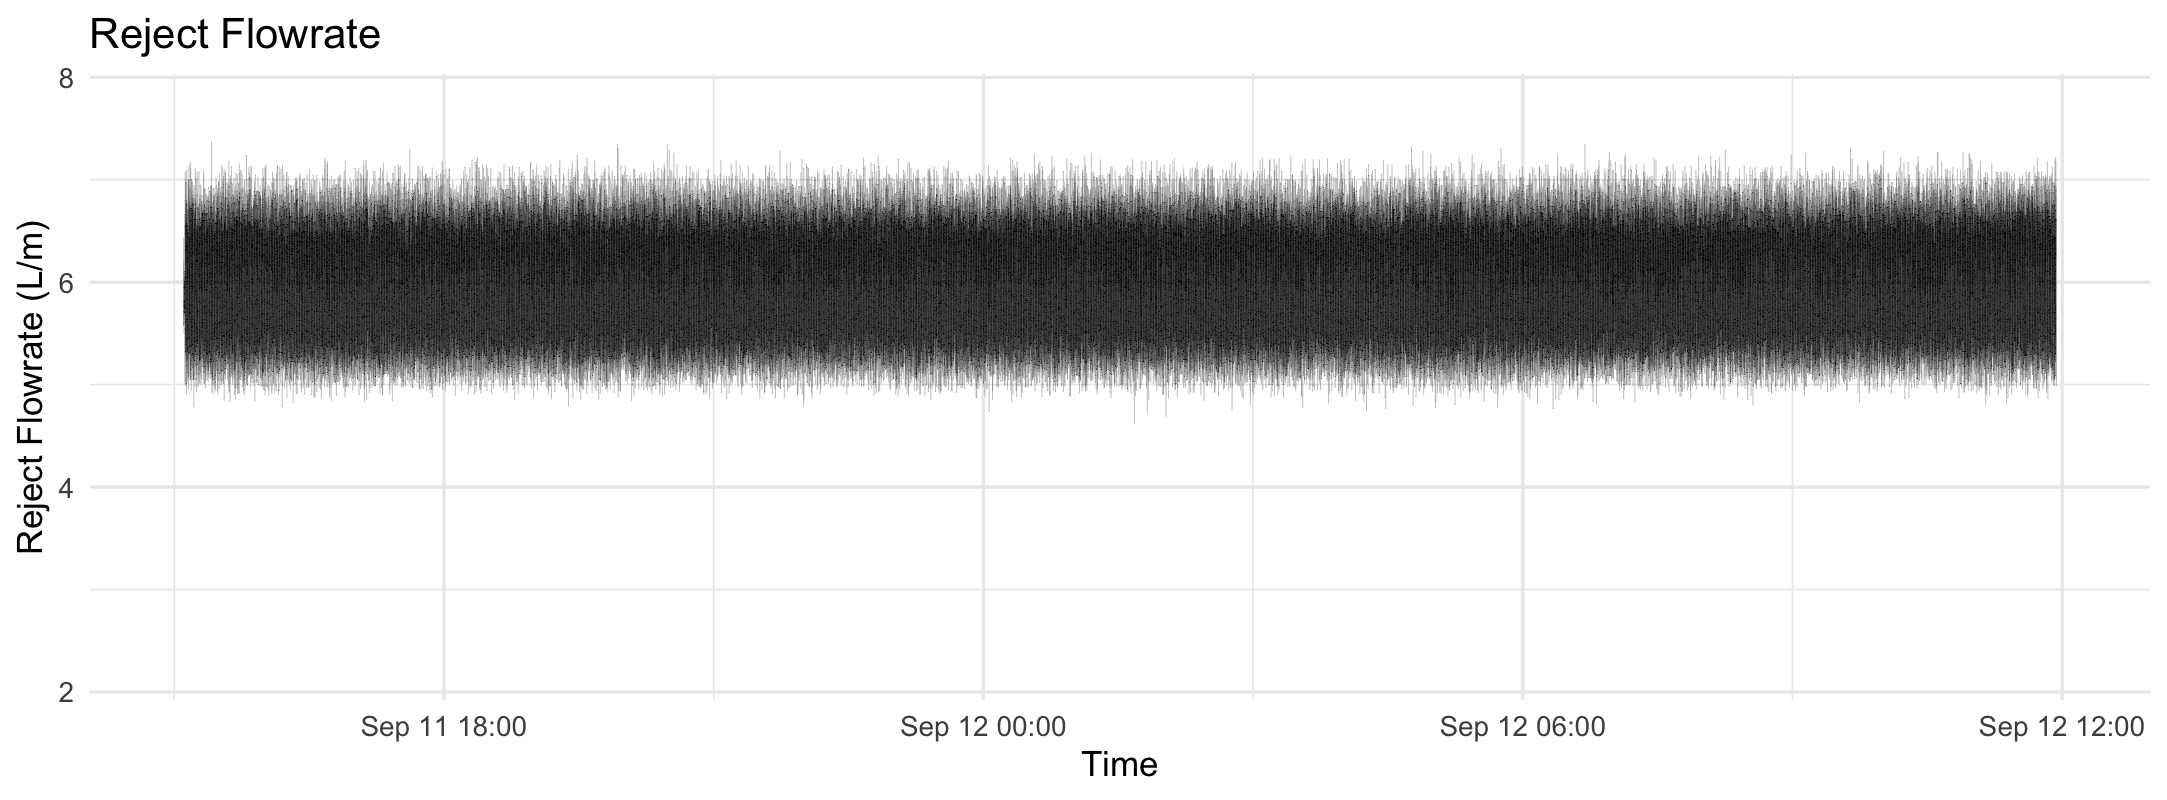 Reject Flowrate
8
6
4
2
Reject Flowrate (L/m)
Sep 11 18:00
Sep 12 00:00
Sep 12 06:00
Sep 12 12:00
Time